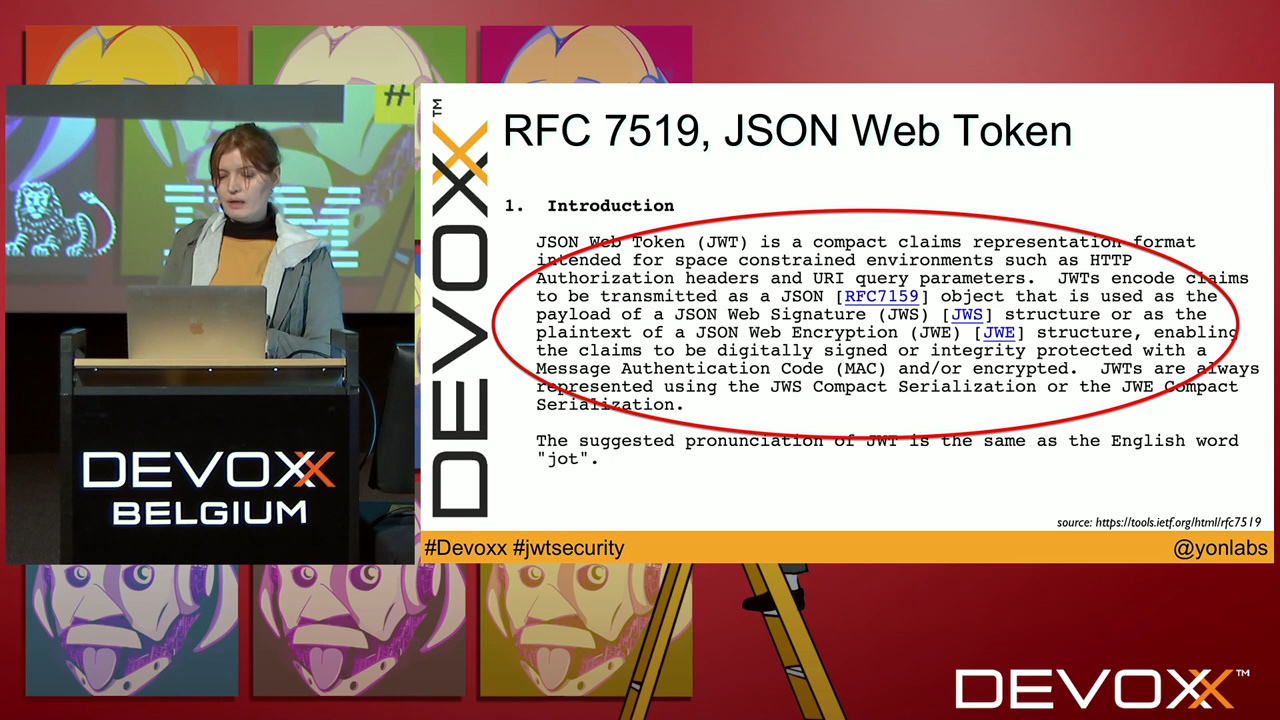 #
IBM
DEVOXX
BELGIUM
DEVOXX™
RFC 7519, JSON Web Token
1. Introduction
JSON Web Token (JWT) is a compact claims representation format
intended for space constrained environments such as HTTP
Authorization headers and URI query parameters. JWTs encode claims
to be transmitted as a JSON [RFC7159] object that is used as the
payload of a JSON Web Signature (JWS) [JWS] structure or as the
plaintext of a JSON Web Encryption (JWE) [JWE] structure, enabling
the claims to be digitally signed or integrity protected with a
Message Authentication Code (MAC) and/or encrypted. JWTs are always
represented using the JWS Compact Serialization or the JWE Compact
Serialization.
The suggested pronunciation of JWT is the same as the English word
"jot".
source: https://tools.ietf.org/html/rfc7519
#Devoxx #jwtsecurity
@yonlabs
DEVOXX™